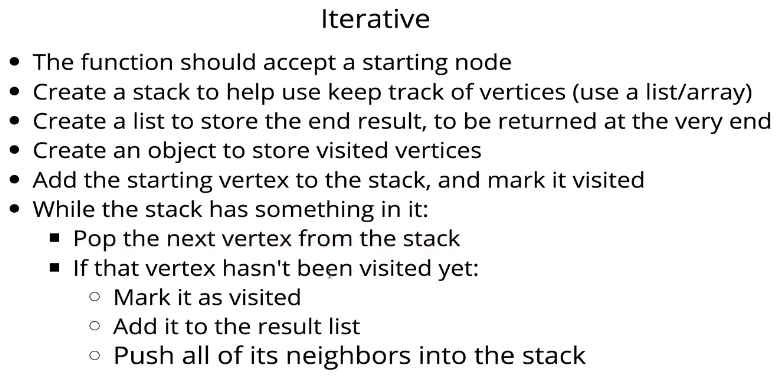 Iterative
The function should accept a starting node
Create a stack to help use keep track of vertices (use a list/array)
Create a list to store the end result, to be returned at the very end
Create an object to store visited vertices
Add the starting vertex to the stack, and mark it visited
While the stack has something in it:
Pop the next vertex from the stack
If that vertex hasn't been visited yet:
Mark it as visited
Add it to the result list
Push all of its neighbors into the stack